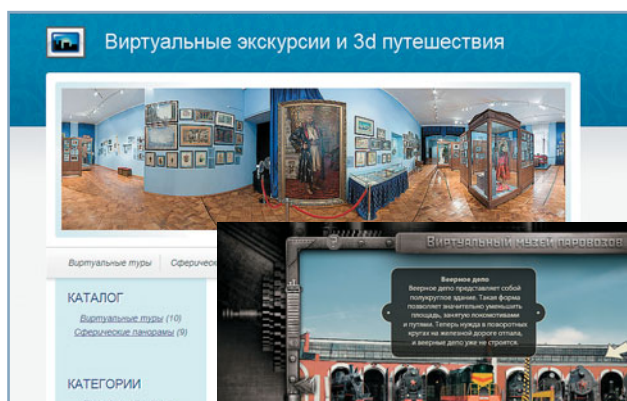 Виртуальные экскурсии и 3d путешествия
Виртуальные туры
КАТАЛОГ
Виртуальные туры (10)
Сферические панорамы (9)
КАТЕГОРИИ
Виртуальный музей паровозов
Веерное депо
Веерное депо представляет собой
полукруглое здание. Такая форма
позволяет значительно уменьшить
площадь, занятую локомотивами
и путями. Теперь нужда в поворотных
кругах на железной дороге отпала,
и веерные депо уже не строятся.